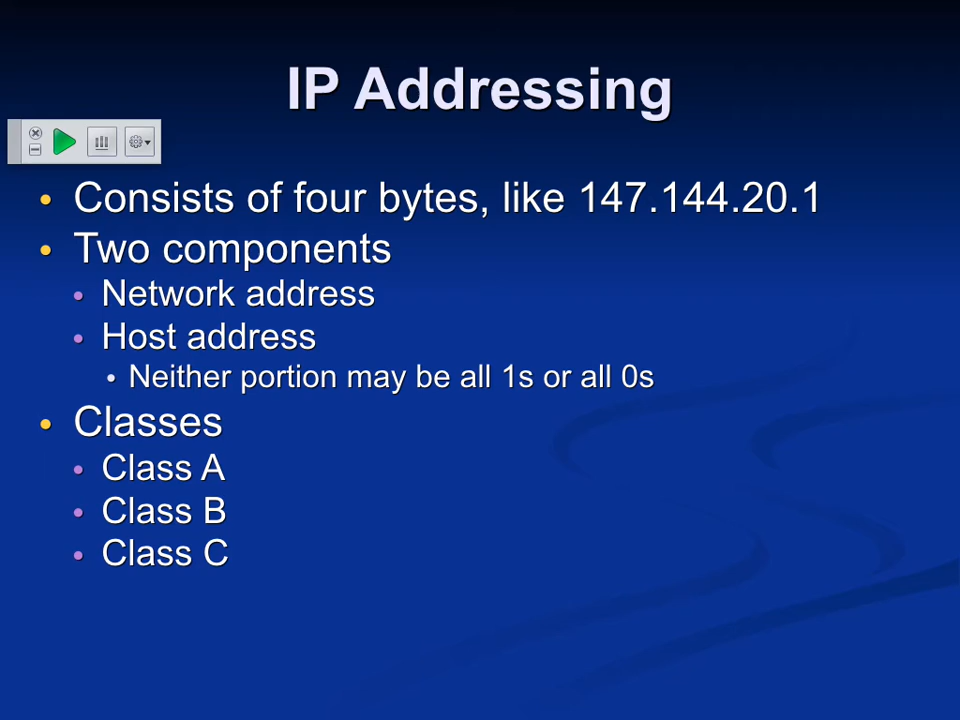 IP Addressing
• Consists of four bytes, like 147.144.20.1
• Two components
• Network address
• Host address
• Neither portion may be all 1s or all 0s
• Classes
• Class A
• Class B
• Class C